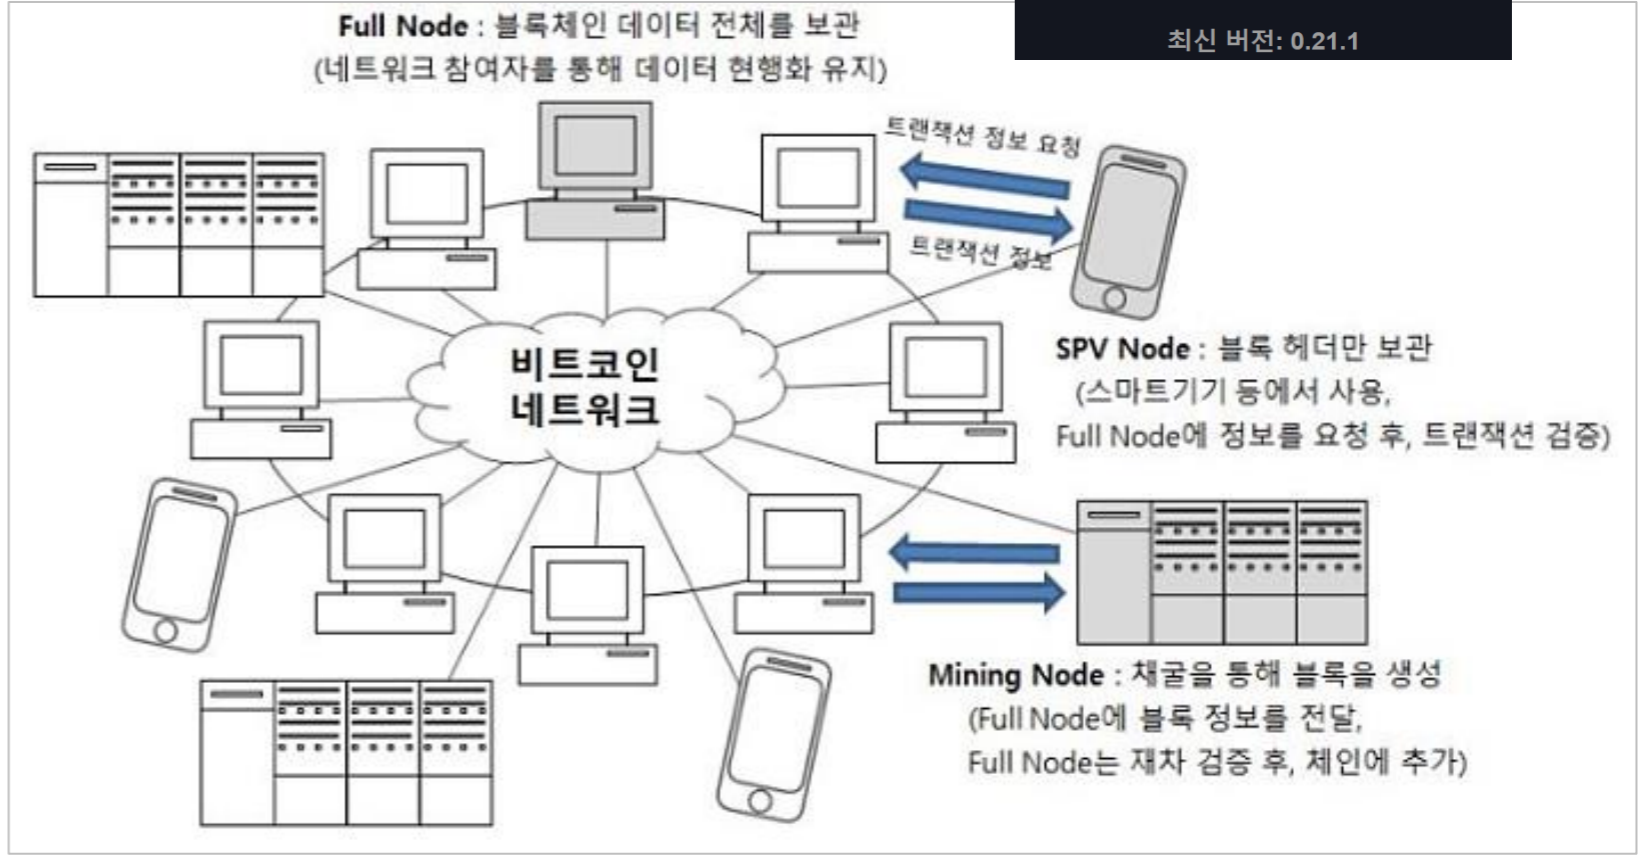 Full Node : 블록체인 데이터 전체를 보관
(네트워크 참여자를 통해 데이터 현행화 유지)
최신 버전: 0.21.1
트랜잭션 정보 요청
트랜잭션 정보
비트코인
네트워크
SPV Node : 블록 헤더만 보관
(스마트기기 등에서 사용,
Full Node에 정보를 요청 후, 트랜잭션 검증)
Mining Node : 채굴을 통해 블록을 생성
(Full Node에 블록 정보를 전달,
Full Node는 재차 검증 후, 체인에 추가)